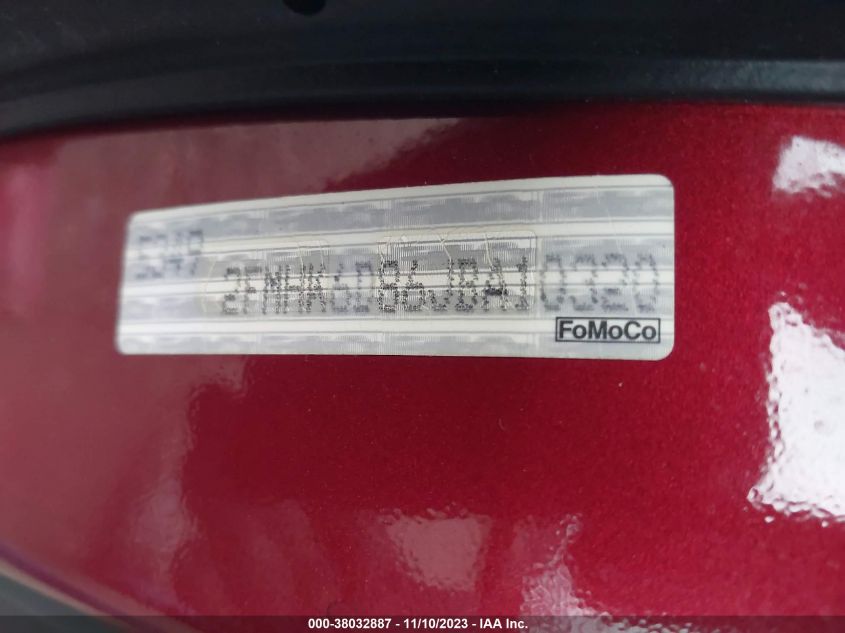 2FMHK6D86JBA10320
FoMoCo
000-38032887 - 11/10/2023 - IAA Inc.